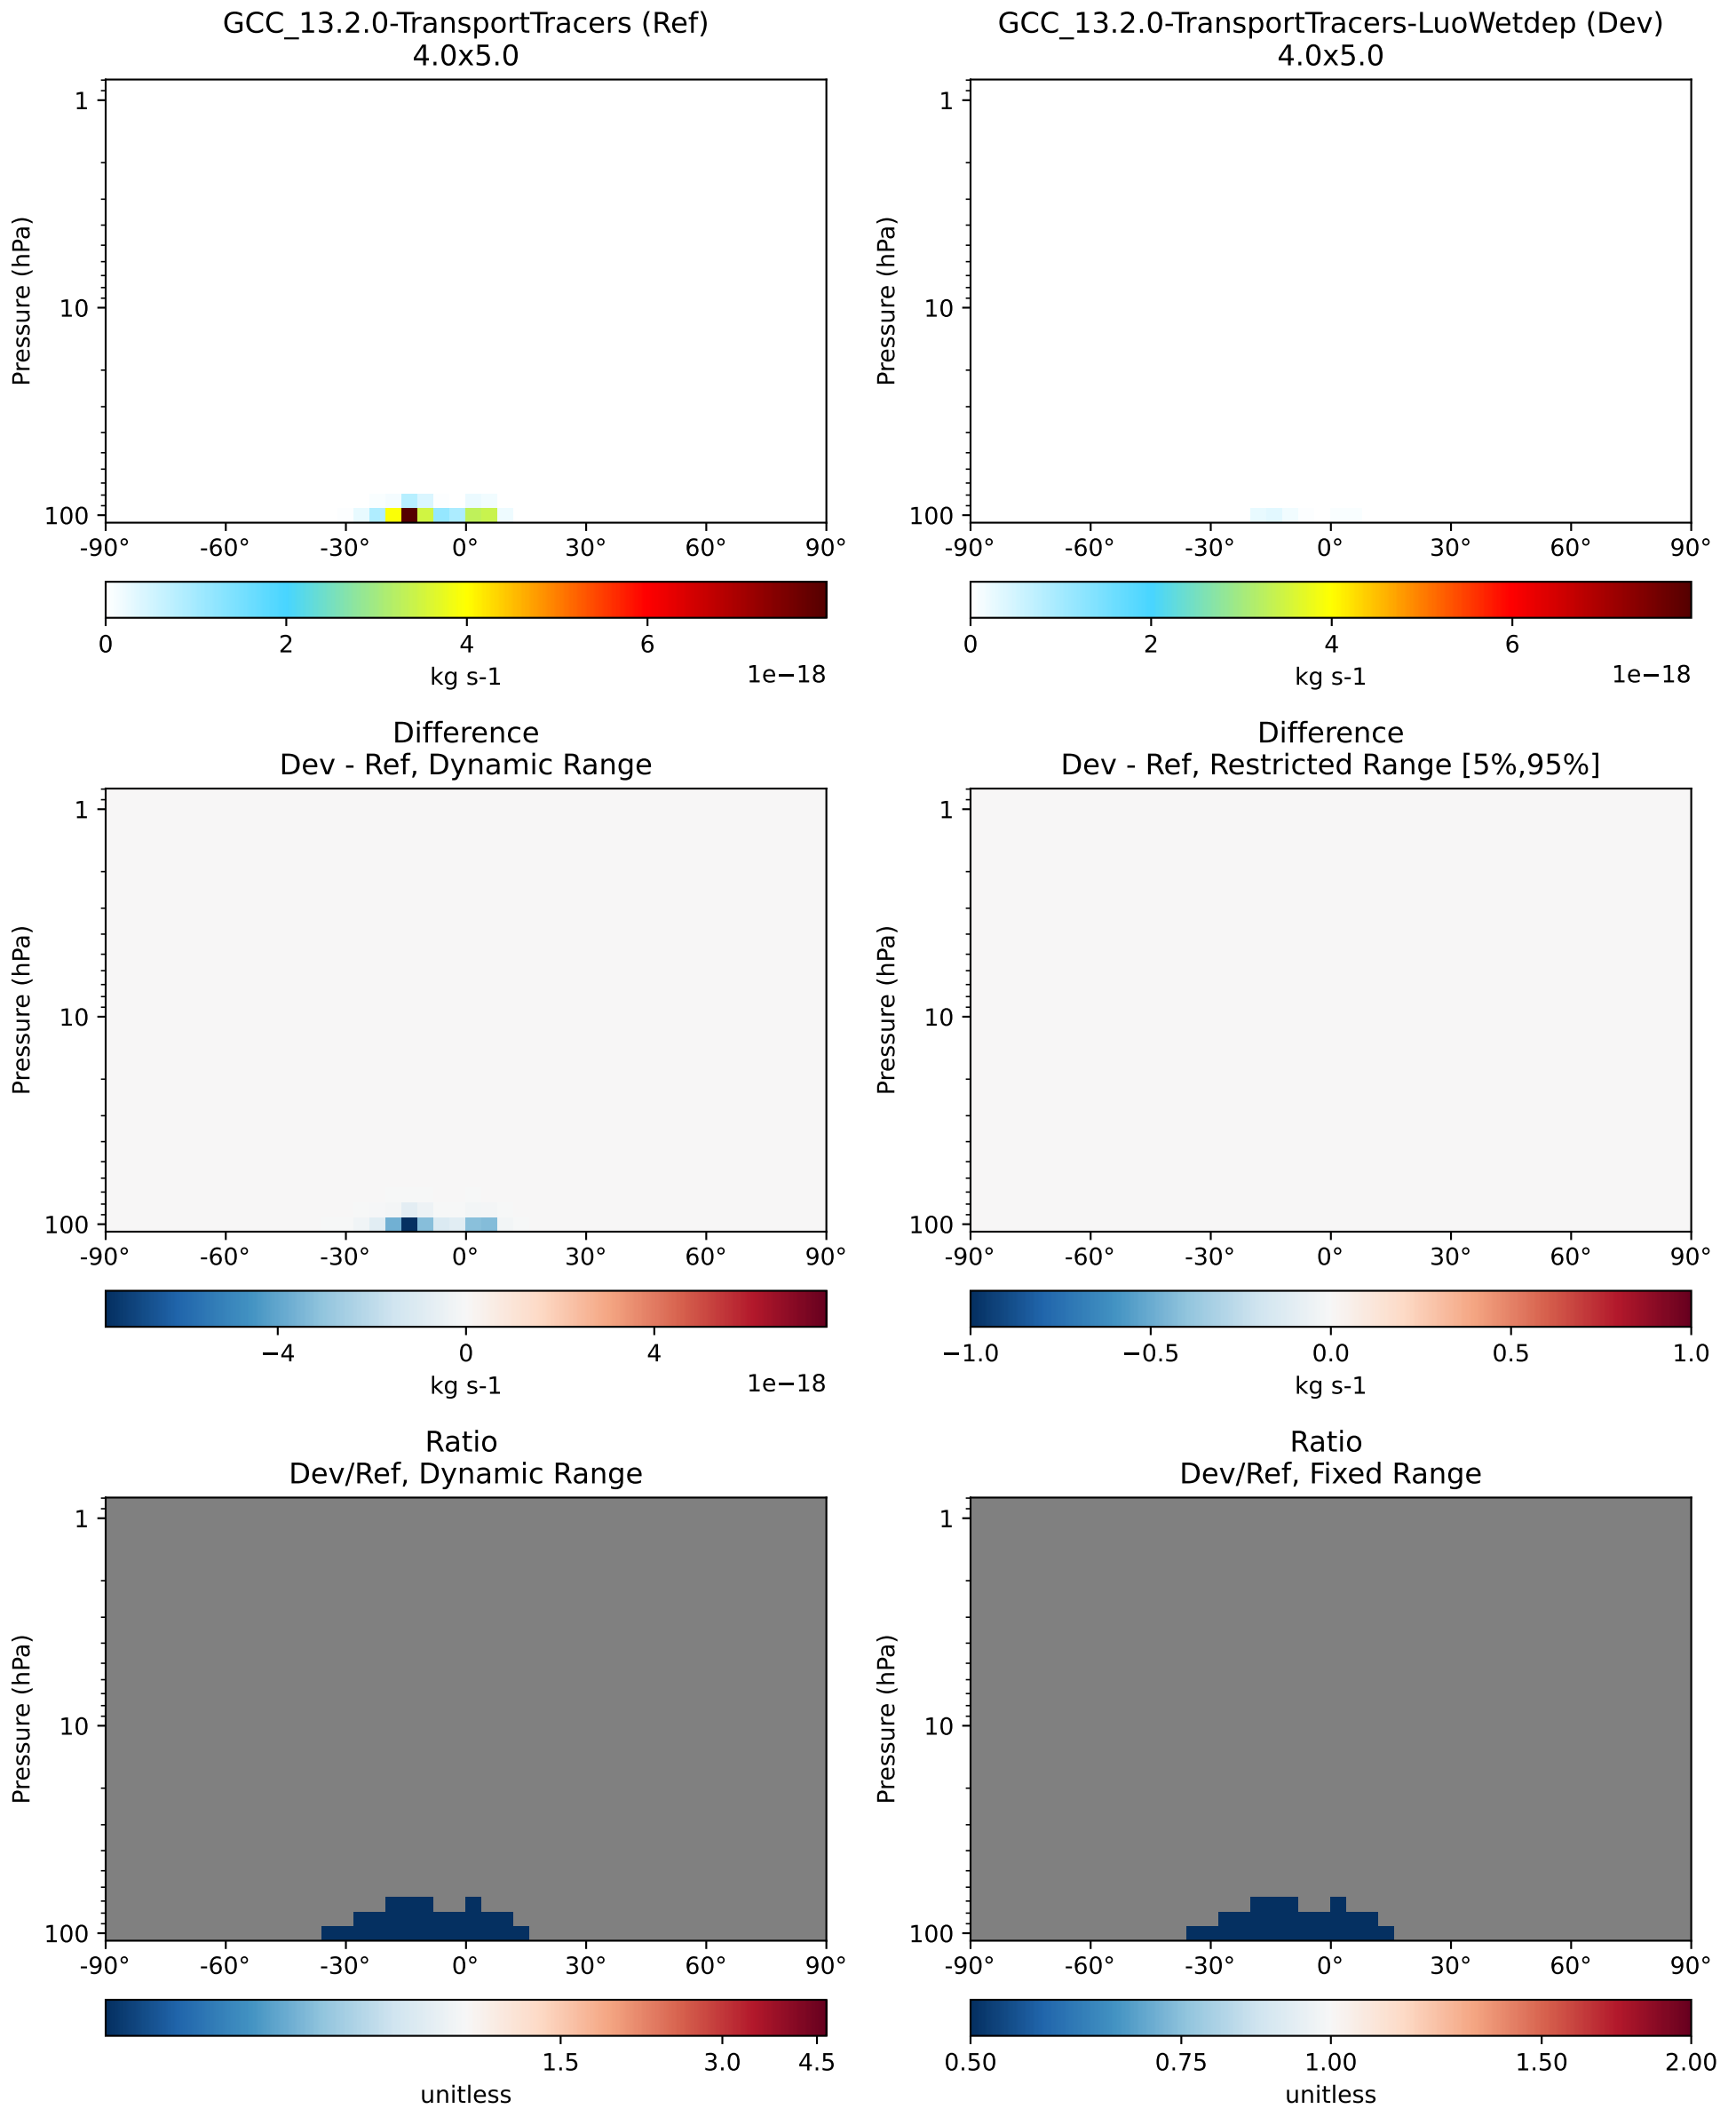 GCC_13.2.0-TransportTracers (Ref)
4.0x5.0
1
10
100
Pressure (hPa)
-90° -60° -30° 0° 30° 60° 90°
0 2 4 6
kg s-1
1e−18
GCC_13.2.0-TransportTracers-LuoWetdep (Dev)
4.0x5.0
1
10
100
Pressure (hPa)
-90° -60° -30° 0° 30° 60° 90°
0 2 4 6
kg s-1
1e−18
Difference
Dev - Ref, Dynamic Range
1
10
100
Pressure (hPa)
-90° -60° -30° 0° 30° 60° 90°
−4 0 4
kg s-1
1e−18
Difference
Dev - Ref, Restricted Range [5%,95%]
1
10
100
Pressure (hPa)
-90° -60° -30° 0° 30° 60° 90°
−1.0 −0.5 0.0 0.5 1.0
kg s-1
Ratio
Dev/Ref, Dynamic Range
1
10
100
Pressure (hPa)
-90° -60° -30° 0° 30° 60° 90°
1.5 3.0 4.5
unitless
Ratio
Dev/Ref, Fixed Range
1
10
100
Pressure (hPa)
-90° -60° -30° 0° 30° 60° 90°
0.50 0.75 1.00 1.50 2.00
unitless